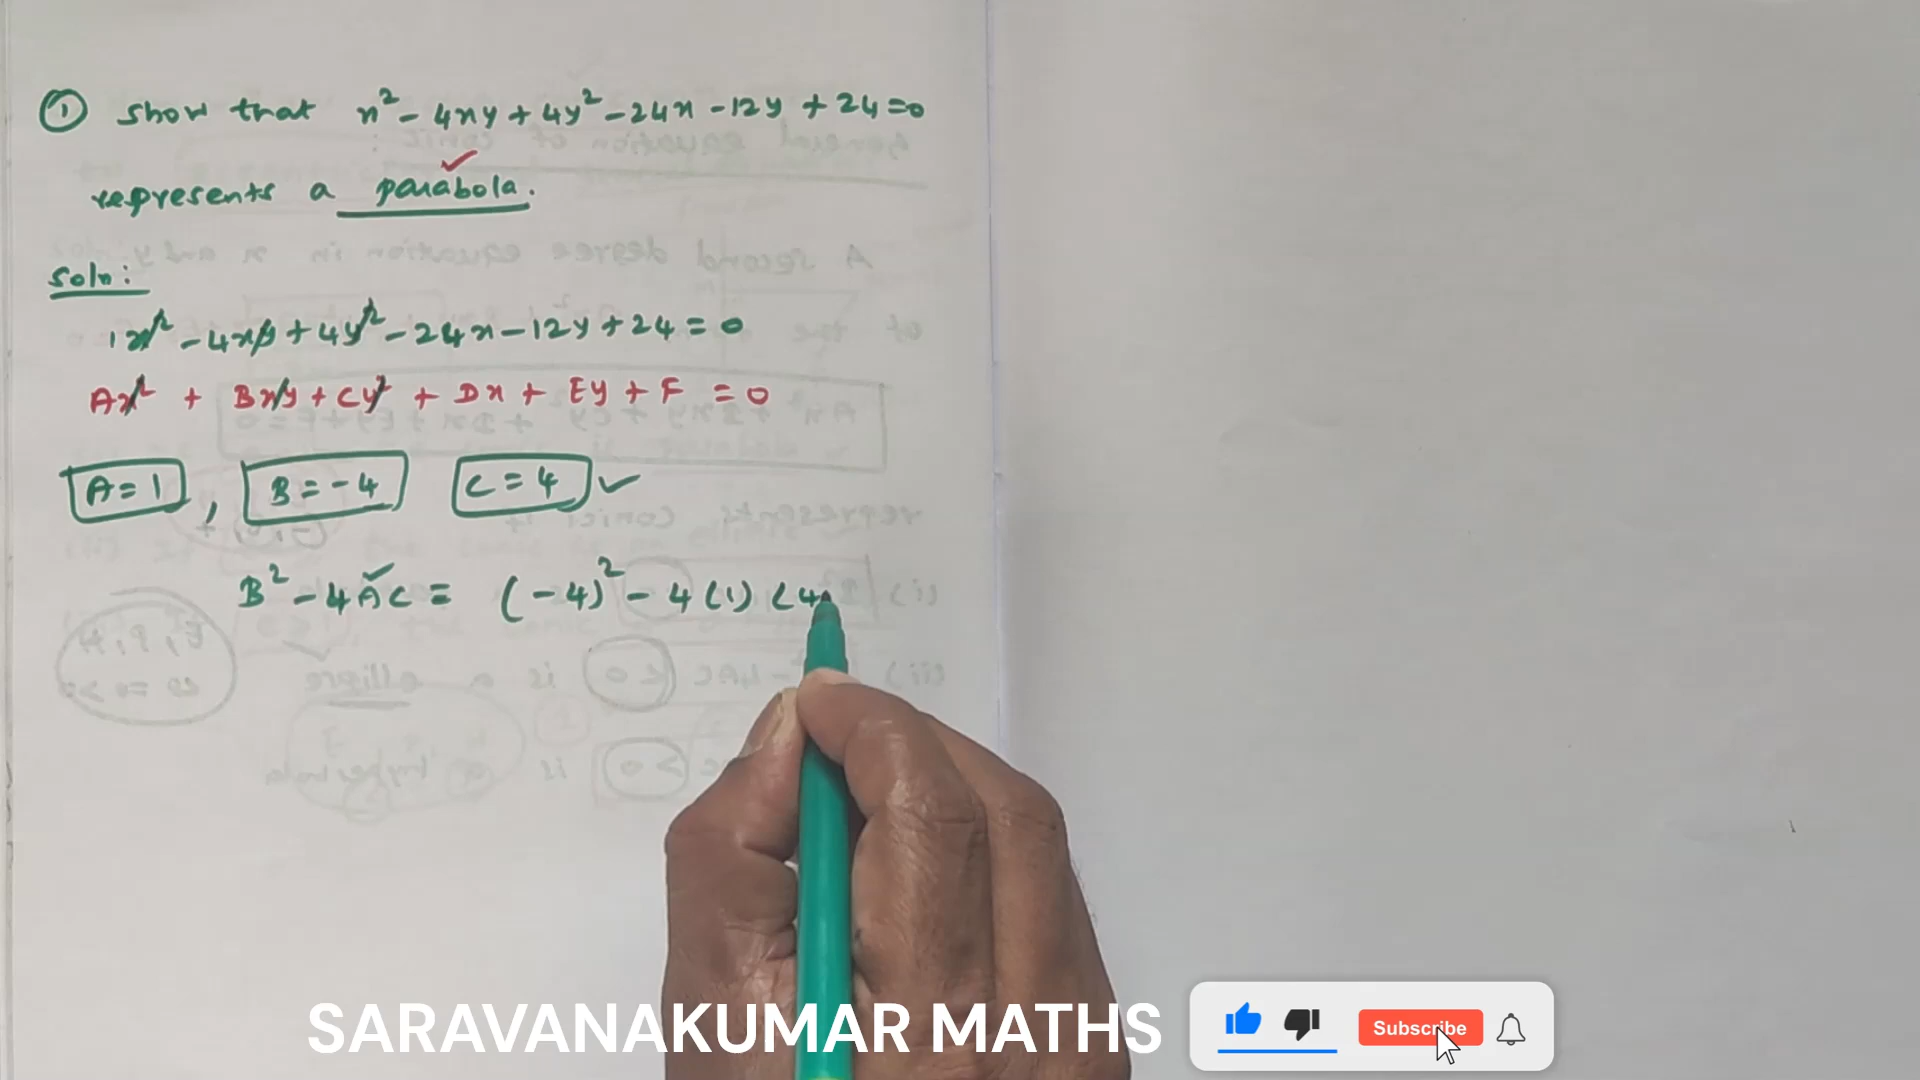 ① Show that x² - 4xy + 4y² - 24x - 12y + 24 = 0
represents a parabola.
Soln:
1x² - 4xy + 4y² - 24x - 12y + 24 = 0
Ax² + Bxy + Cy² + Dx + Ey + F = 0
A = 1 , B = -4 C = 4 ✓
B² - 4AC = (-4)² - 4(1)(4
SARAVANAKUMAR MATHS
Subscribe